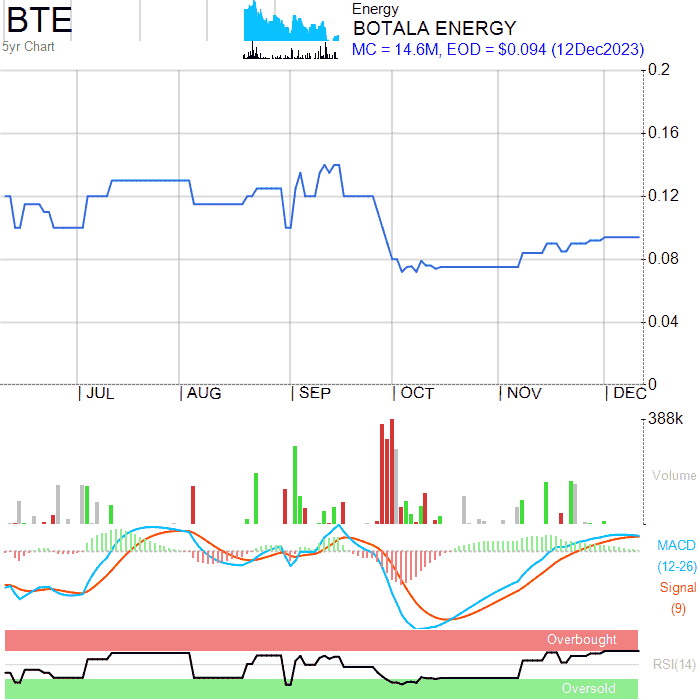 BTE
5yr Chart
Energy
BOTALA ENERGY
MC = 14.6M, EOD = $0.094 (12Dec2023)
0.2
0.16
0.12
0.08
0.04
0
| JUL | AUG | SEP | OCT | NOV | DEC
388k
Volume
MACD
(12-26)
Signal
(9)
Overbought
RSI(14)
Oversold